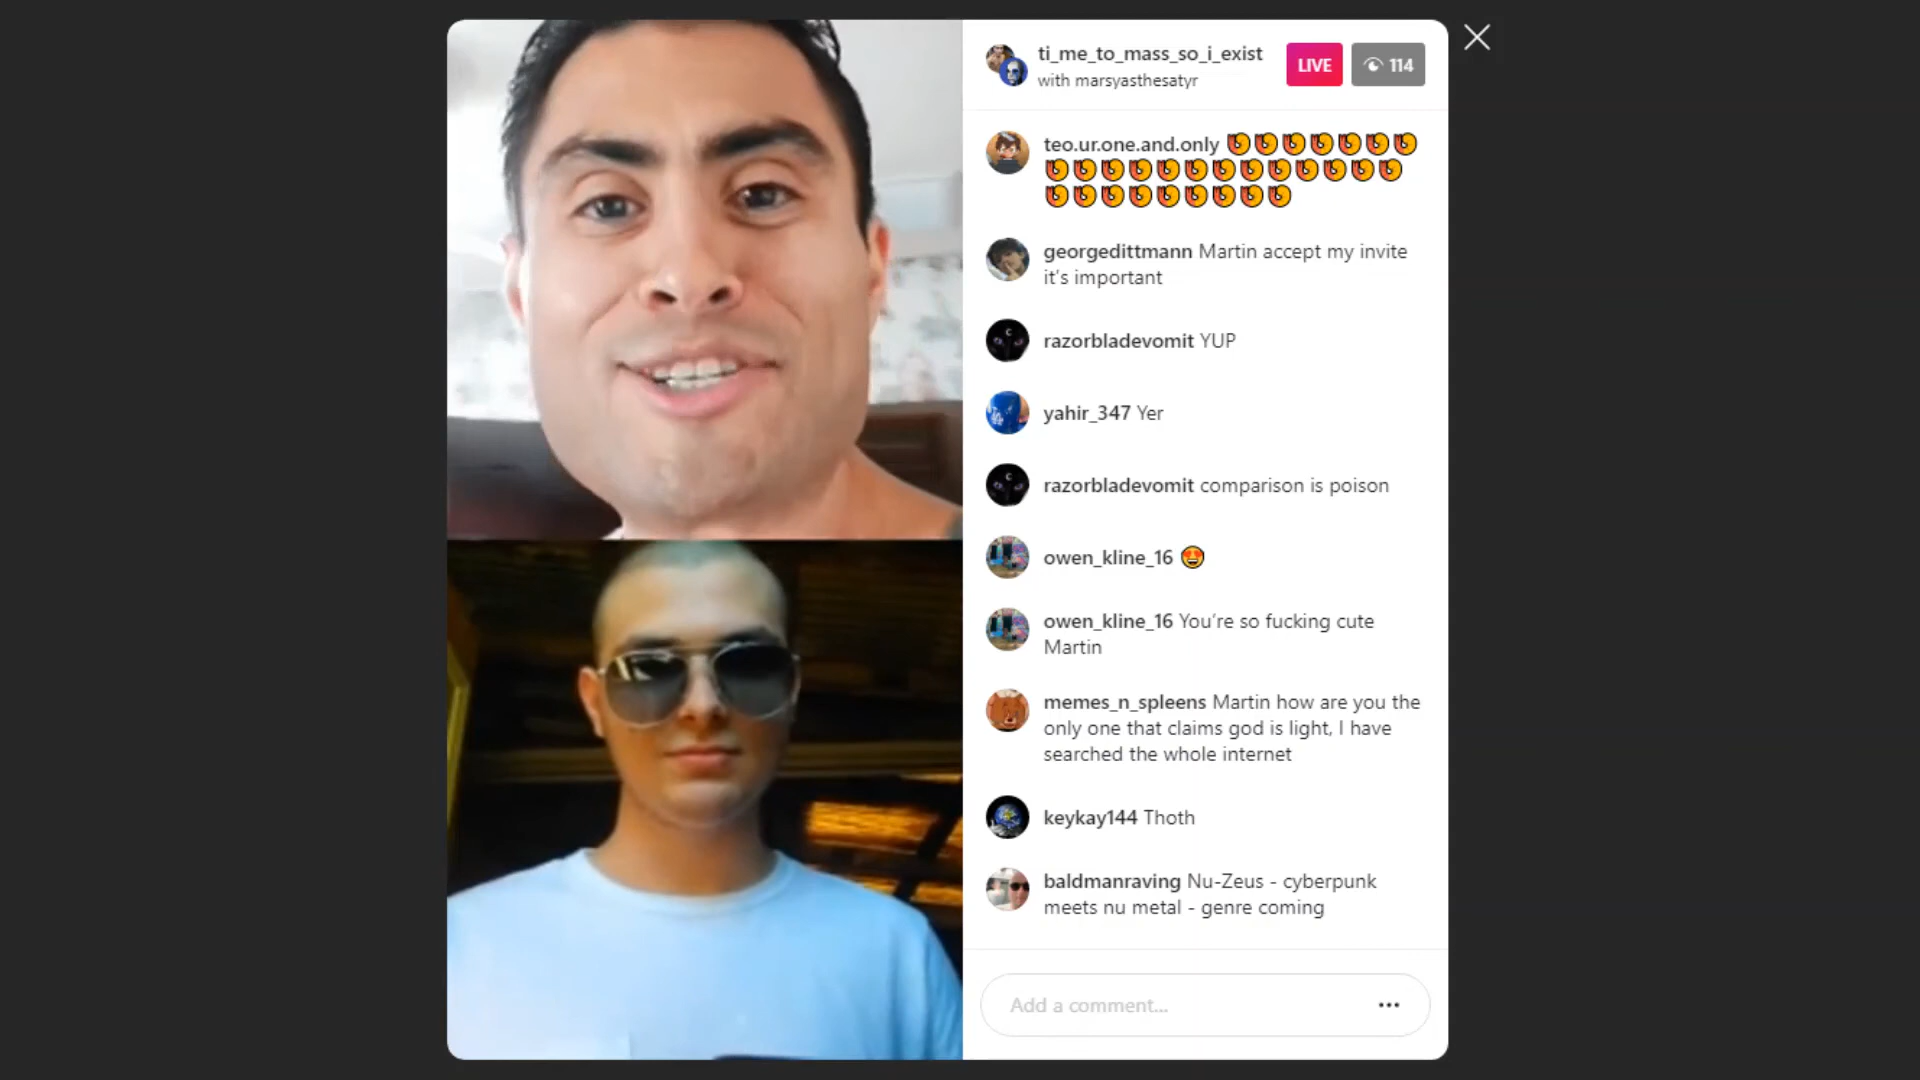 ti_me_to_mass_so_i_exist
with marsyasthesatyr
LIVE
114
teo.ur.one.and.only
georgedittmann Martin accept my invite
it's important
razorbladevomit YUP
yahir_347 Yer
razorbladevomit comparison is poison
owen_kline_16
owen_kline_16 You’re so fucking cute
Martin
memes_n_spleens Martin how are you the
only one that claims god is light, I have
searched the whole internet
keykay144 Thoth
baldmanraving Nu-Zeus - cyberpunk
meets nu metal - genre coming
Add a comment...